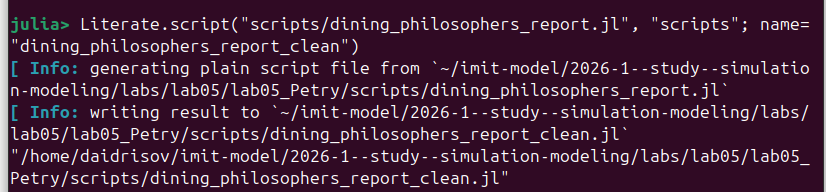 julia> Literate.script("scripts/dining_philosophers_report.jl", "scripts"; name=
"dining_philosophers_report_clean")
[ Info: generating plain script file from `~/imit-model/2026-1--study--simulatio
n-modeling/labs/lab05/lab05_Petry/scripts/dining_philosophers_report.jl`
[ Info: writing result to `~/imit-model/2026-1--study--simulation-modeling/labs/
lab05/lab05_Petry/scripts/dining_philosophers_report_clean.jl`
"/home/daidrisov/imit-model/2026-1--study--simulation-modeling/labs/lab05/lab05_
Petry/scripts/dining_philosophers_report_clean.jl"